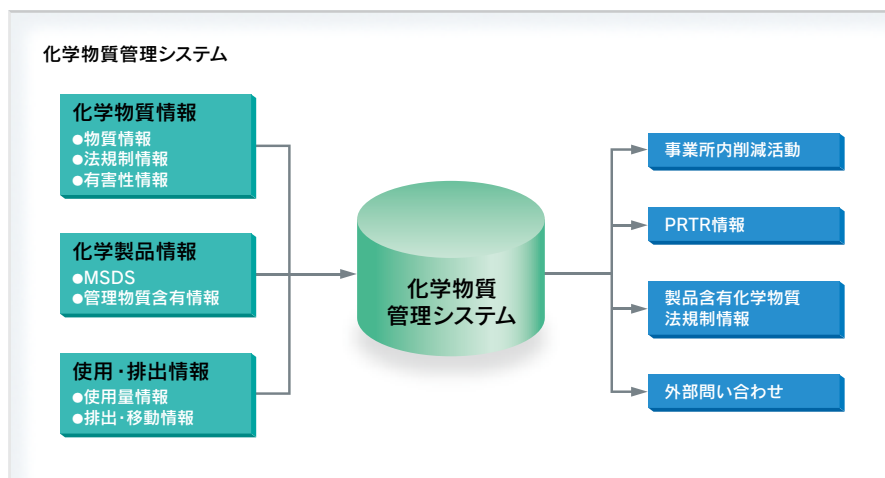 化学物質管理システム
化学物質情報
●物質情報
●法規制情報
●有害性情報
化学製品情報
●MSDS
●管理物質含有情報
使用・排出情報
●使用量情報
●排出・移動情報
化学物質
管理システム
事業所内削減活動
PRTR情報
製品含有化学物質
法規制情報
外部問い合わせ